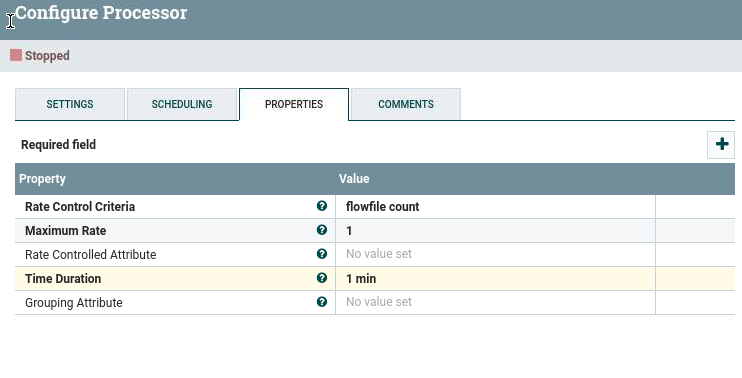 Configure Processor
Stopped
SETTINGS SCHEDULING PROPERTIES COMMENTS
Required field
Property Value
Rate Control Criteria flowfile count
Maximum Rate 1
Rate Controlled Attribute No value set
Time Duration 1 min
Grouping Attribute No value set